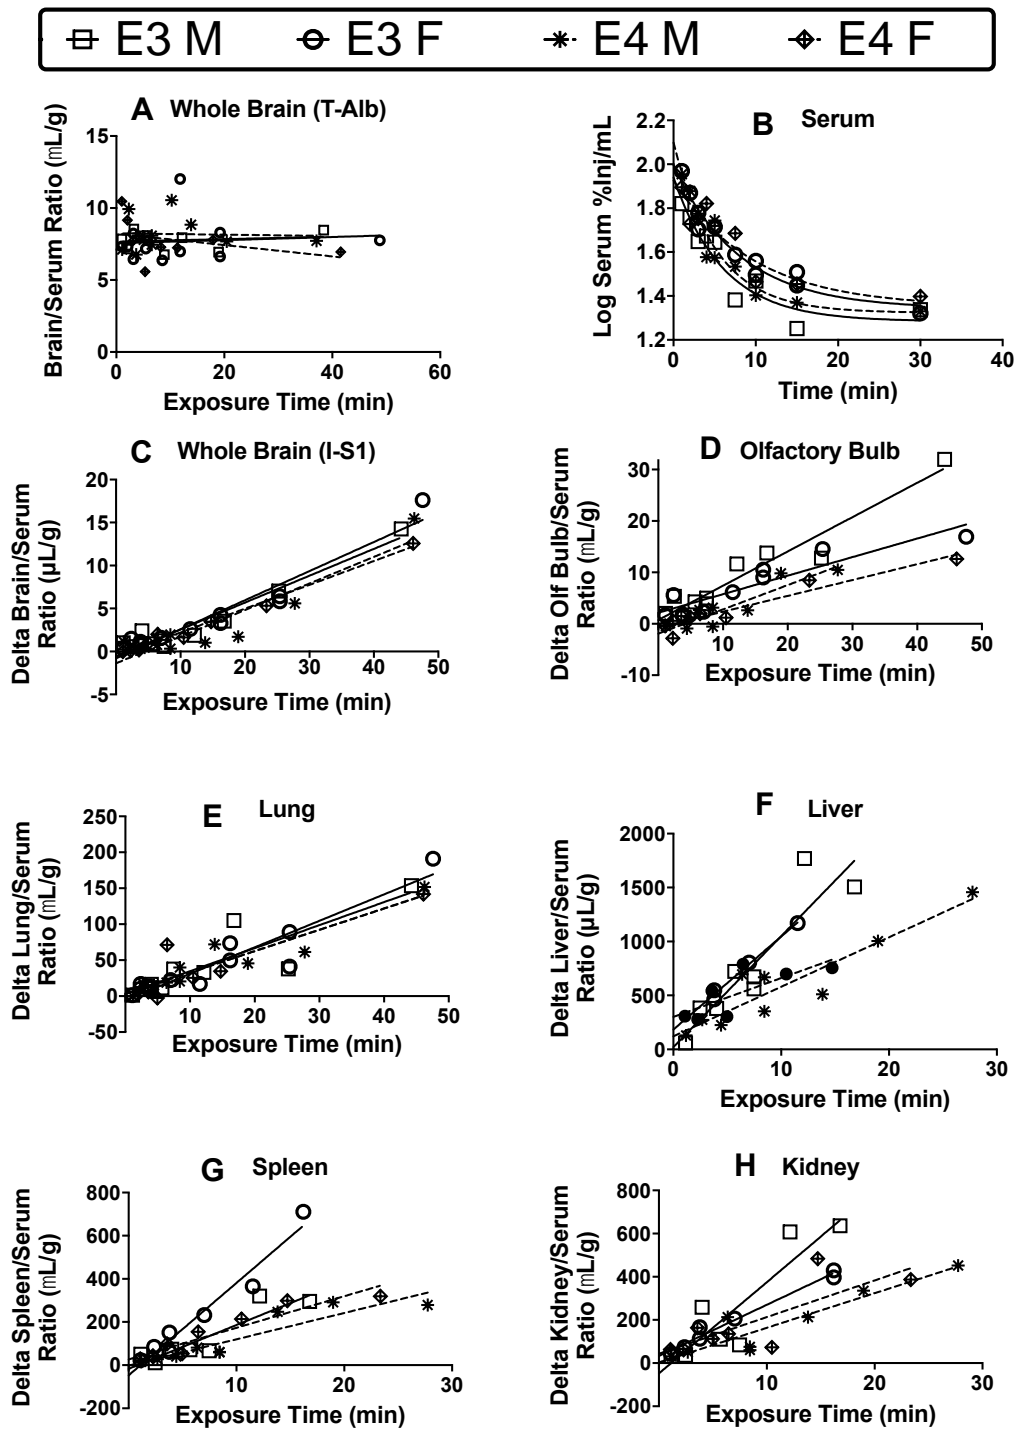 E3 M E3 F E4 M E4 F
A Whole Brain (T-Alb)
Brain/Serum Ratio (mL/g)
15
10
5
0
0 20 40 60
Exposure Time (min)
B Serum
Log Serum %Inj/mL
2.2
2.0
1.8
1.6
1.4
1.2
0 10 20 30 40
Time (min)
C Whole Brain (I-S1)
Delta Brain/Serum
Ratio (μL/g)
20
15
10
5
0
-5
10 20 30 40 50
Exposure Time (min)
D Olfactory Bulb
Delta Olf Bulb/Serum
Ratio (mL/g)
30
20
10
0
-10
10 20 30 40 50
Exposure Time (min)
E Lung
Delta Lung/Serum
Ratio (mL/g)
250
200
150
100
50
0
-50
10 20 30 40 50
Exposure Time (min)
F Liver
Delta Liver/Serum
Ratio (μL/g)
2000
1500
1000
500
0
0 10 20 30
Exposure Time (min)
G Spleen
Delta Spleen/Serum
Ratio (mL/g)
800
600
400
200
0
-200
10 20 30
Exposure Time (min)
H Kidney
Delta Kidney/Serum
Ratio (mL/g)
800
600
400
200
0
-200
10 20 30
Exposure Time (min)